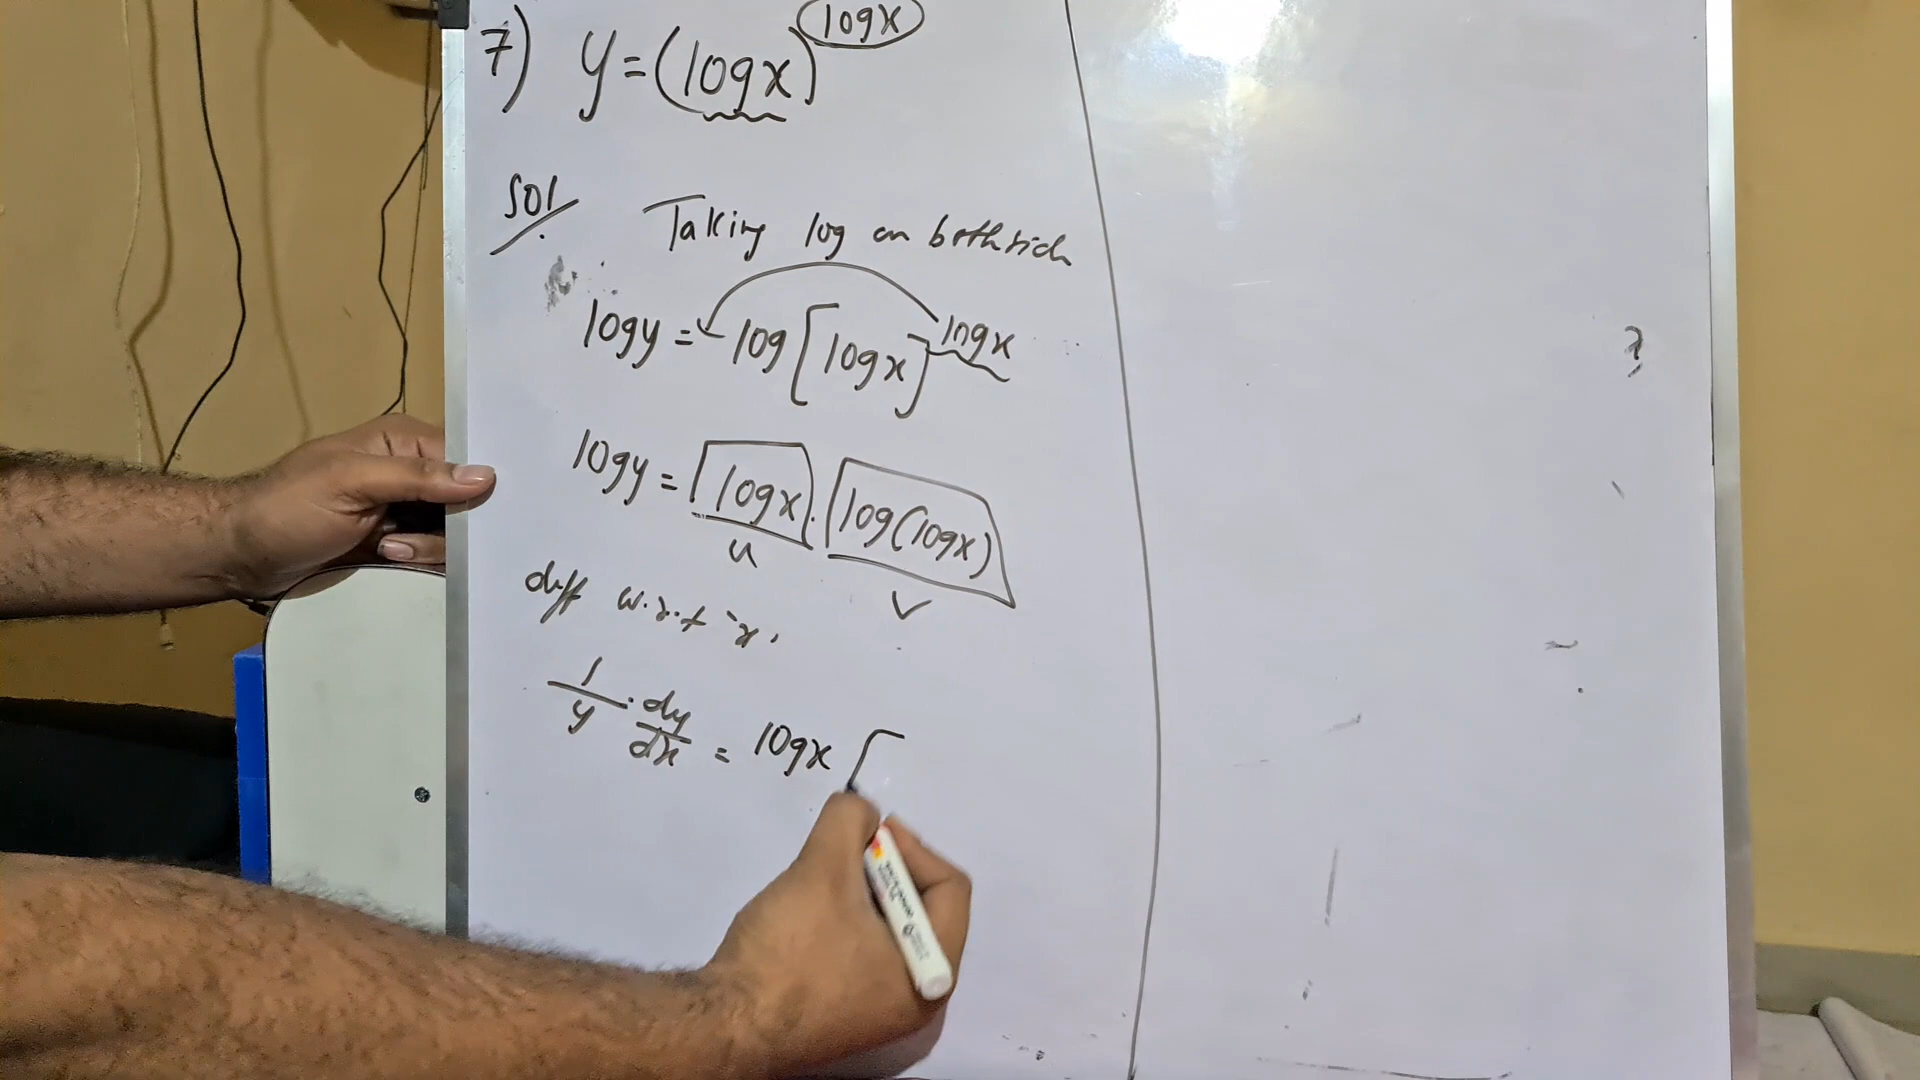 7) y=(logx)^logx
Sol
Taking log on both side
logy = log[logx]^logx
logy = logx . log(logx)
u v
diff w.r.t 'x'
1/y . dy/dx = logx [
?